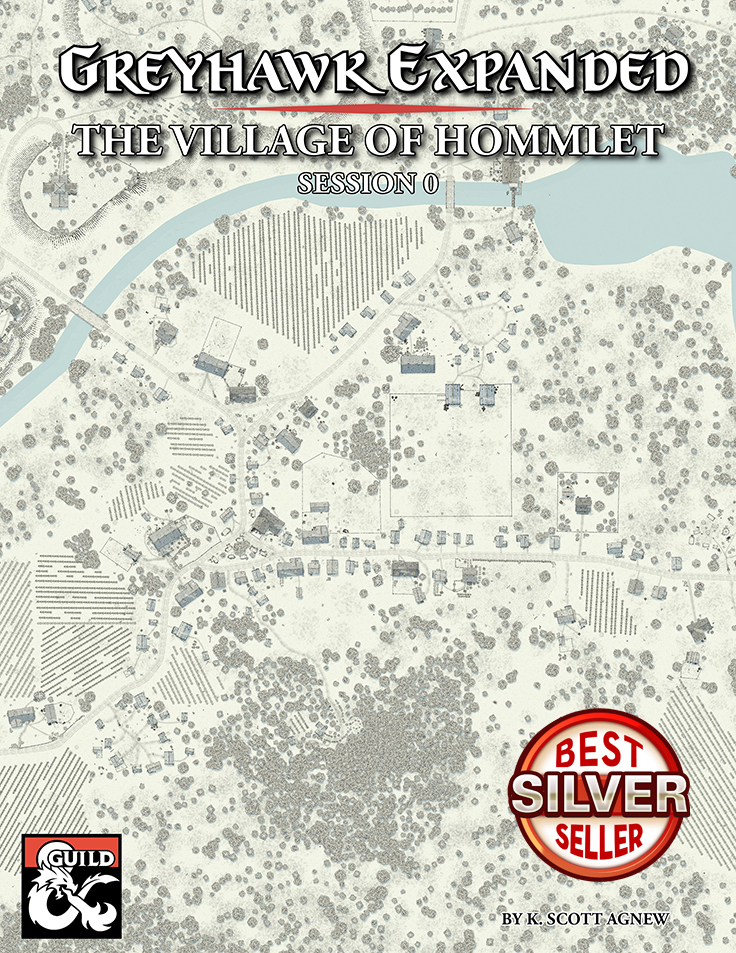 GREYHAWK EXPANDED
THE VILLAGE OF HOMMLET
SESSION 0
BEST
SILVER
SELLER
GUILD
BY K. SCOTT AGNEW